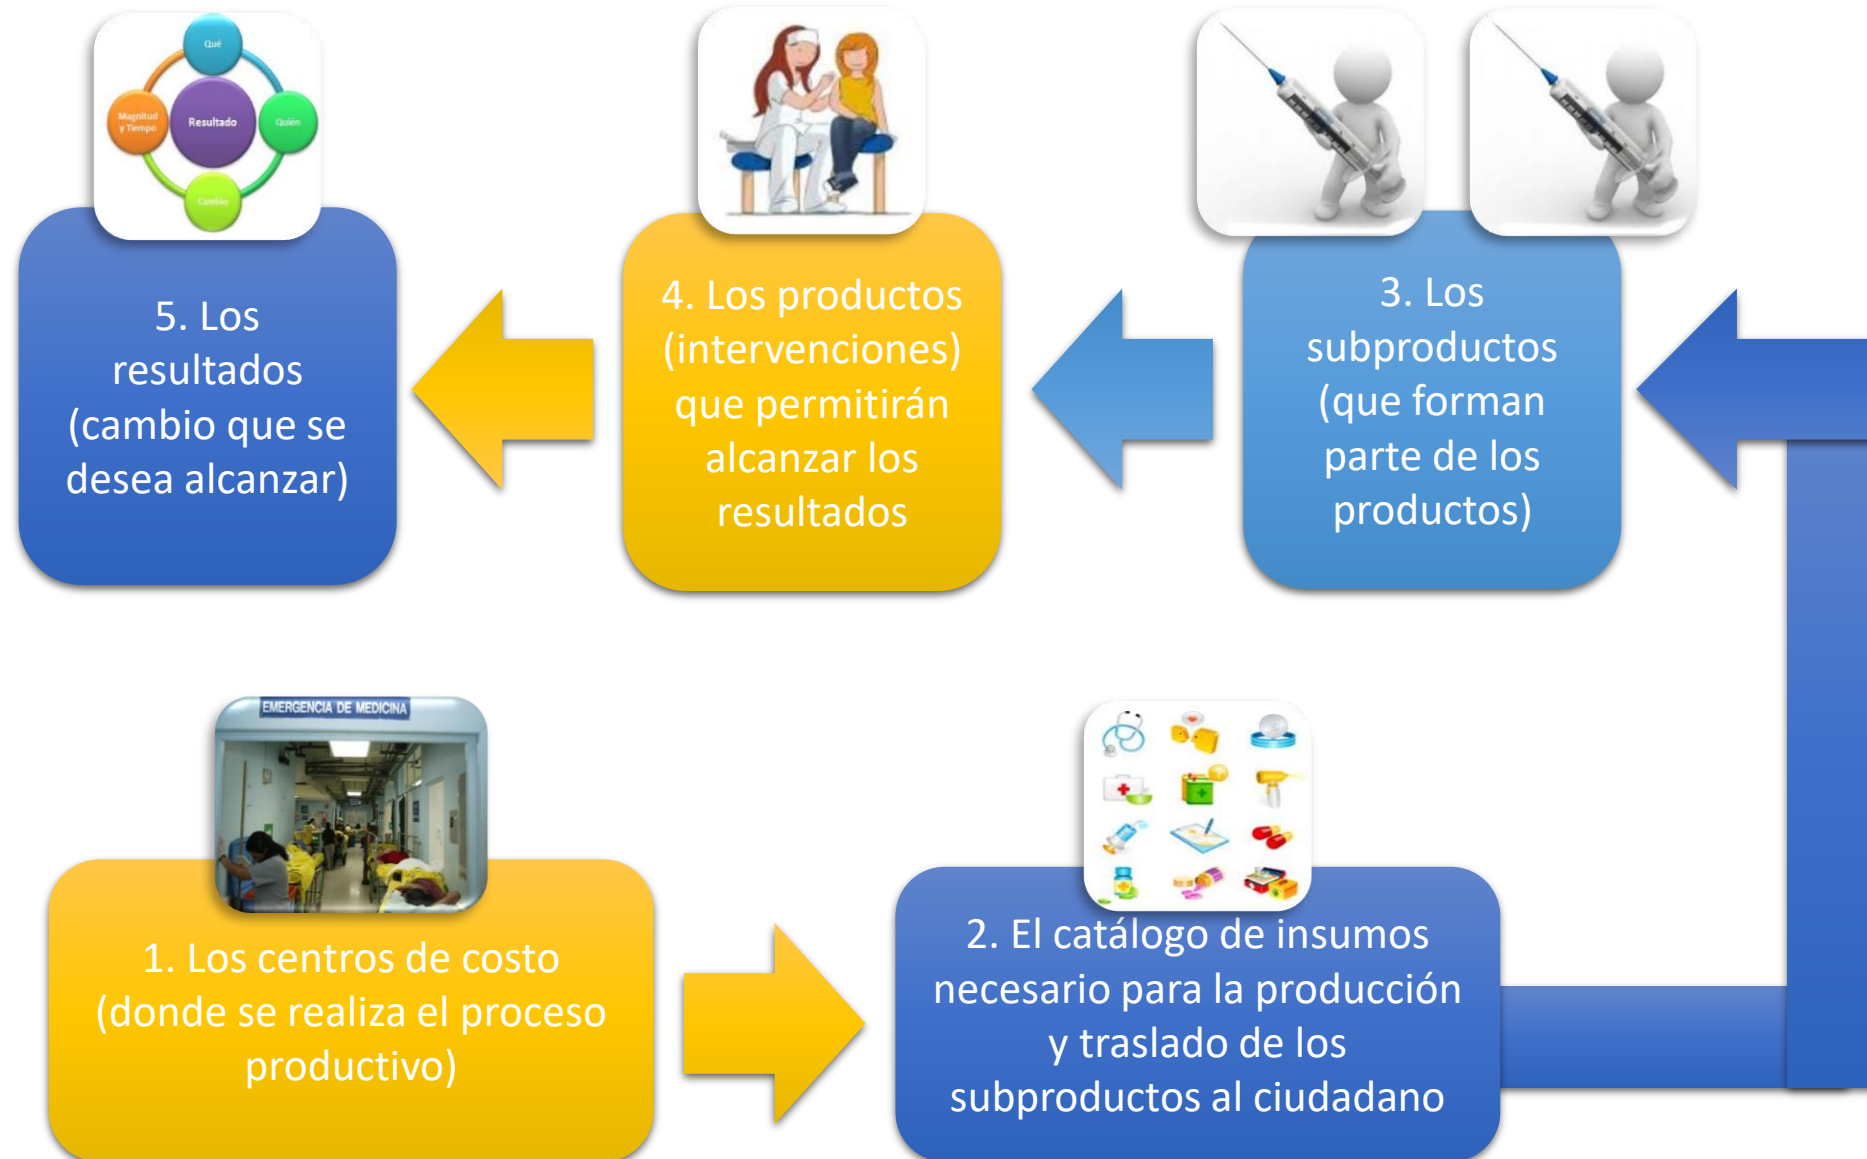 Qué
Magnitud
y Tiempo
Resultado
Quién
Cambio
5. Los
resultados
(cambio que se
desea alcanzar)
4. Los productos
(intervenciones)
que permitirán
alcanzar los
resultados
3. Los
subproductos
(que forman
parte de los
productos)
EMERGENCIA DE MEDICINA
1. Los centros de costo
(donde se realiza el proceso
productivo)
2. El catálogo de insumos
necesario para la producción
y traslado de los
subproductos al ciudadano